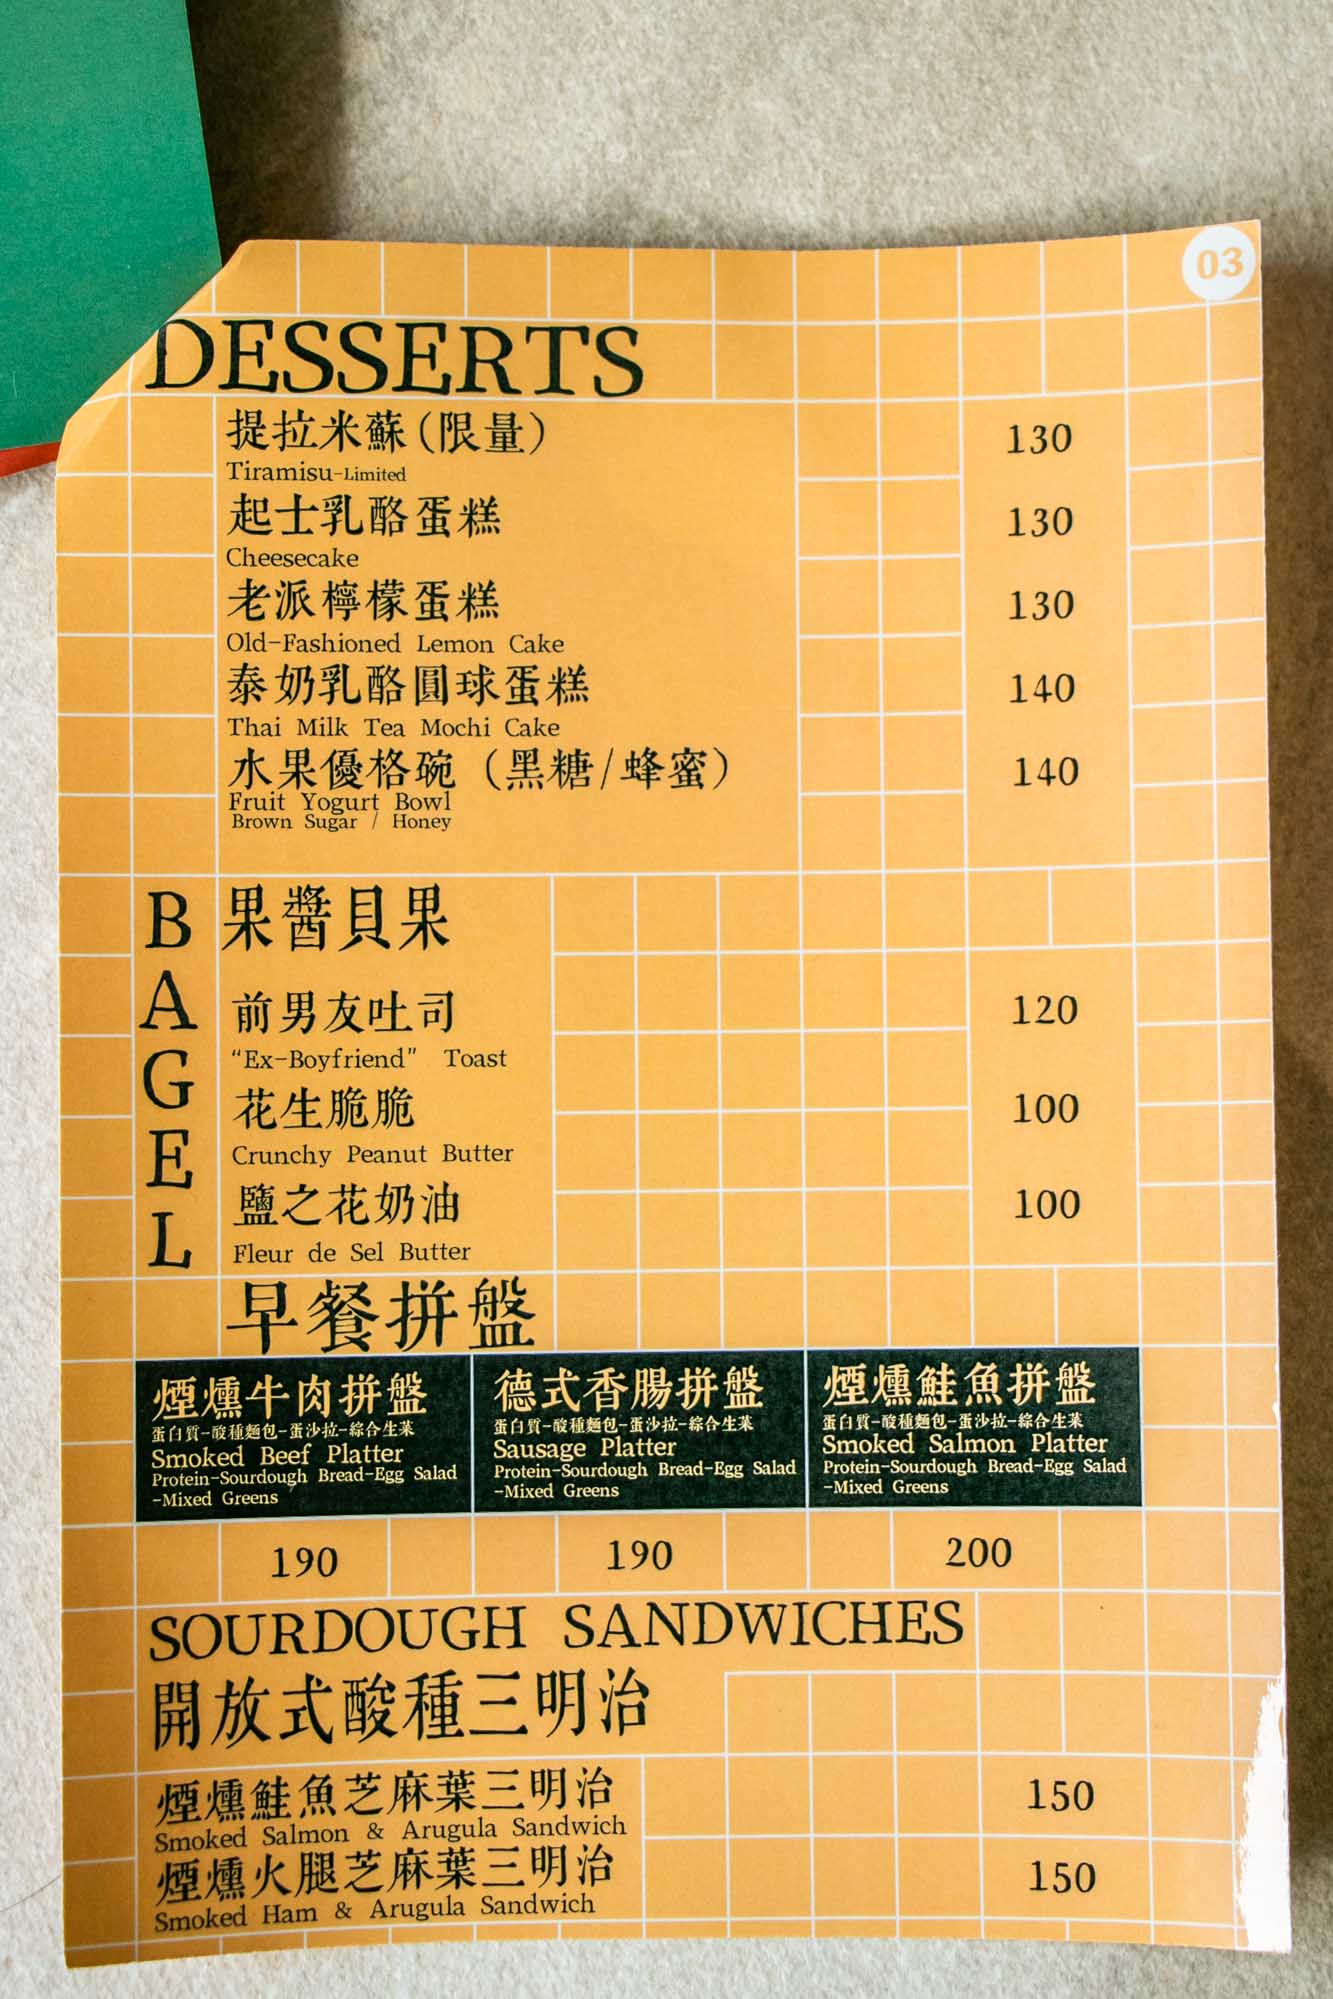 03
DESSERTS
提拉米蘇(限量) 130
Tiramisu-Limited
起士乳酪蛋糕 130
Cheesecake
老派檸檬蛋糕 130
Old-Fashioned Lemon Cake
泰奶乳酪圓球蛋糕 140
Thai Milk Tea Mochi Cake
水果優格碗 (黑糖/蜂蜜) 140
Fruit Yogurt Bowl
Brown Sugar / Honey
BAGEL
果醬貝果
前男友吐司 120
“Ex-Boyfriend” Toast
花生脆脆 100
Crunchy Peanut Butter
鹽之花奶油 100
Fleur de Sel Butter
早餐拼盤
煙燻牛肉拼盤
蛋白質-酸種麵包-蛋沙拉-綜合生菜
Smoked Beef Platter
Protein-Sourdough Bread-Egg Salad
-Mixed Greens
190
德式香腸拼盤
蛋白質-酸種麵包-蛋沙拉-綜合生菜
Sausage Platter
Protein-Sourdough Bread-Egg Salad
-Mixed Greens
190
煙燻鮭魚拼盤
蛋白質-酸種麵包-蛋沙拉-綜合生菜
Smoked Salmon Platter
Protein-Sourdough Bread-Egg Salad
-Mixed Greens
200
SOURDOUGH SANDWICHES
開放式酸種三明治
煙燻鮭魚芝麻葉三明治 150
Smoked Salmon & Arugula Sandwich
煙燻火腿芝麻葉三明治 150
Smoked Ham & Arugula Sandwich